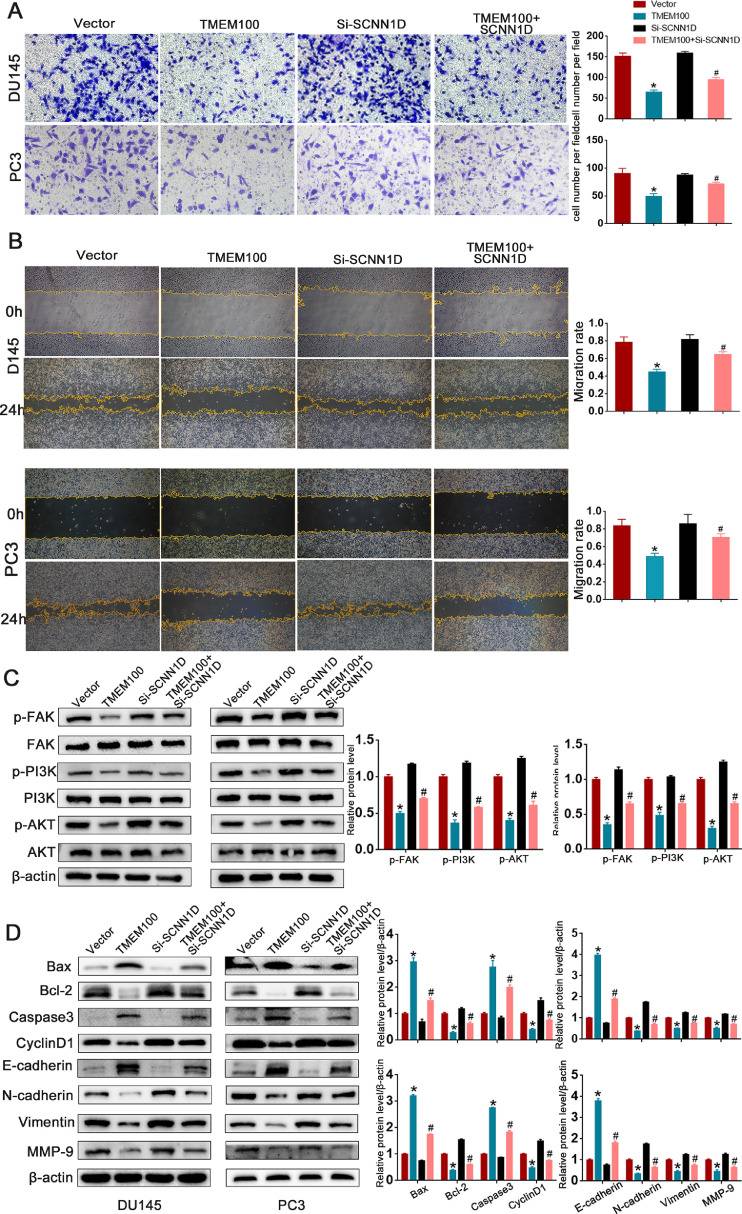 A
Vector
TMEM100
Si-SCNN1D
TMEM100+
SCNN1D
DU145
PC3
Vector
TMEM100
Si-SCNN1D
TMEM100+Si-SCNN1D
cell number per field
200
150
100
50
0
*
#
cell number per field
150
100
50
0
*
#
B
Vector
TMEM100
Si-SCNN1D
TMEM100+
SCNN1D
0h
D145
24h
0h
PC3
24h
Migration rate
1.0
0.8
0.6
0.4
0.2
0.0
*
#
Migration rate
1.0
0.8
0.6
0.4
0.2
0.0
*
#
C
Vector
TMEM100
Si-SCNN1D
TMEM100+
Si-SCNN1D
Vector
TMEM100
Si-SCNN1D
TMEM100+
Si-SCNN1D
p-FAK
FAK
p-PI3K
PI3K
p-AKT
AKT
β-actin
Relative protein level
1.5
1.0
0.5
0.0
*
#
*
#
*
#
p-FAK
p-PI3K
p-AKT
Relative protein level
1.5
1.0
0.5
0.0
*
#
*
#
*
#
p-FAK
p-PI3K
p-AKT
D
Vector
TMEM100
Si-SCNN1D
TMEM100+
Si-SCNN1D
Vector
TMEM100
Si-SCNN1D
TMEM100+
Si-SCNN1D
Bax
Bcl-2
Caspase3
CyclinD1
E-cadherin
N-cadherin
Vimentin
MMP-9
β-actin
DU145
PC3
Relative protein level/β-actin
4
3
2
1
0
*
#
*
#
*
#
*
#
Relative protein level/β-actin
5
4
3
2
1
0
*
#
*
#
*
#
*
#
Relative protein level/β-actin
4
3
2
1
0
*
#
*
#
*
#
*
#
Bax
Bcl-2
Caspase3
CyclinD1
Relative protein level/β-actin
5
4
3
2
1
0
*
#
*
#
*
#
*
#
E-cadherin
N-cadherin
Vimentin
MMP-9